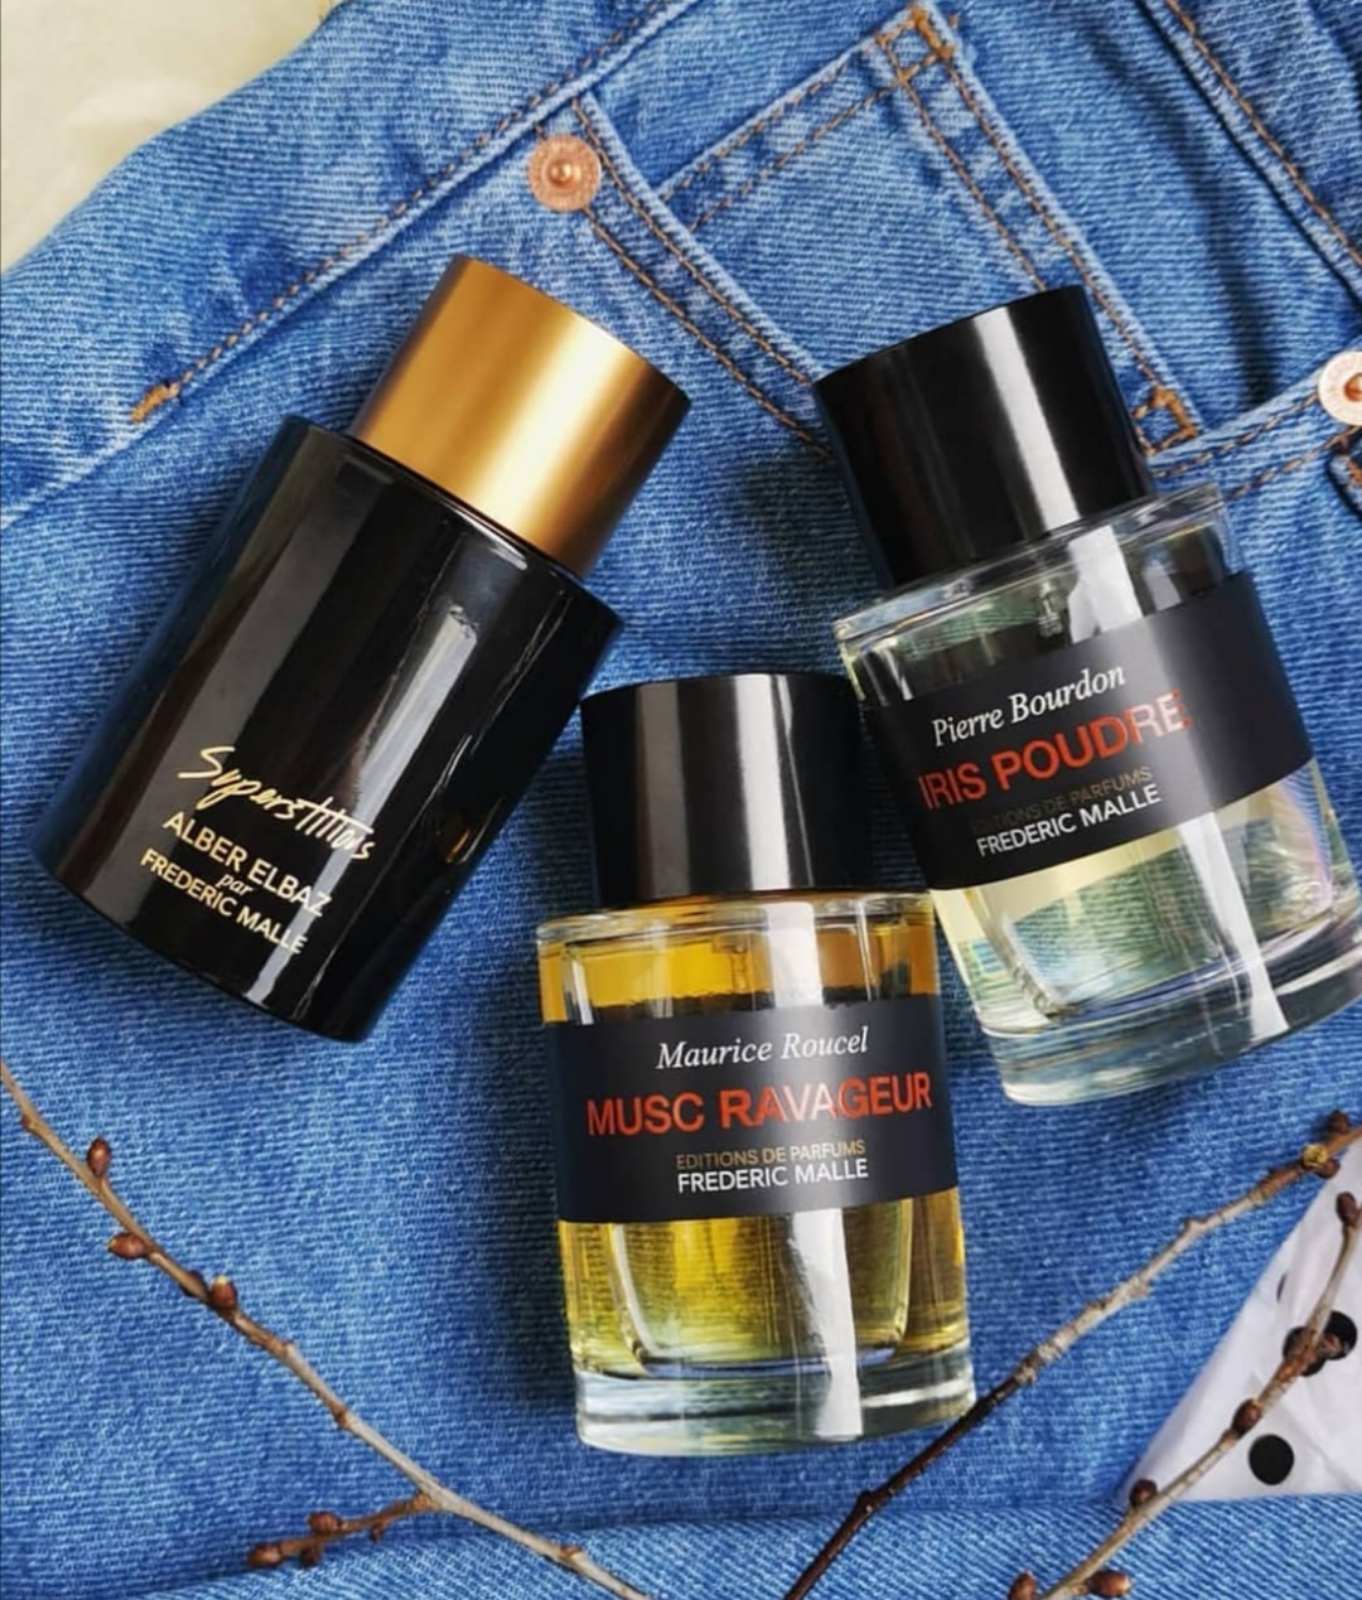 Superstitious
ALBER ELBAZ
par
FREDERIC MALLE
Pierre Bourdon
IRIS POUDRE
EDITIONS DE PARFUMS
FREDERIC MALLE
Maurice Roucel
MUSC RAVAGEUR
EDITIONS DE PARFUMS
FREDERIC MALLE